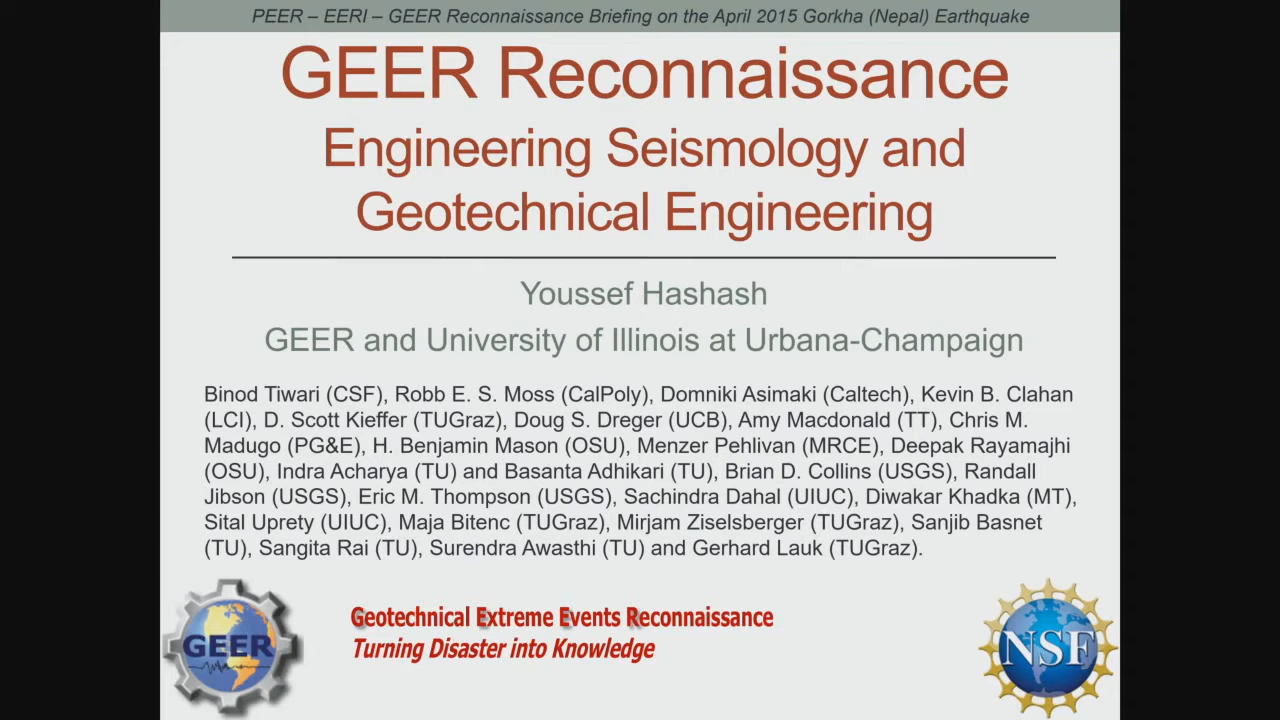 PEER – EERI – GEER Reconnaissance Briefing on the April 2015 Gorkha (Nepal) Earthquake
GEER Reconnaissance
Engineering Seismology and
Geotechnical Engineering
Youssef Hashash
GEER and University of Illinois at Urbana-Champaign
Binod Tiwari (CSF), Robb E. S. Moss (CalPoly), Domniki Asimaki (Caltech), Kevin B. Clahan
(LCI), D. Scott Kieffer (TUGraz), Doug S. Dreger (UCB), Amy Macdonald (TT), Chris M.
Madugo (PG&E), H. Benjamin Mason (OSU), Menzer Pehlivan (MRCE), Deepak Rayamajhi
(OSU), Indra Acharya (TU) and Basanta Adhikari (TU), Brian D. Collins (USGS), Randall
Jibson (USGS), Eric M. Thompson (USGS), Sachindra Dahal (UIUC), Diwakar Khadka (MT),
Sital Uprety (UIUC), Maja Bitenc (TUGraz), Mirjam Ziselsberger (TUGraz), Sanjib Basnet
(TU), Sangita Rai (TU), Surendra Awasthi (TU) and Gerhard Lauk (TUGraz).
Geotechnical Extreme Events Reconnaissance
Turning Disaster into Knowledge
GEER
NSF